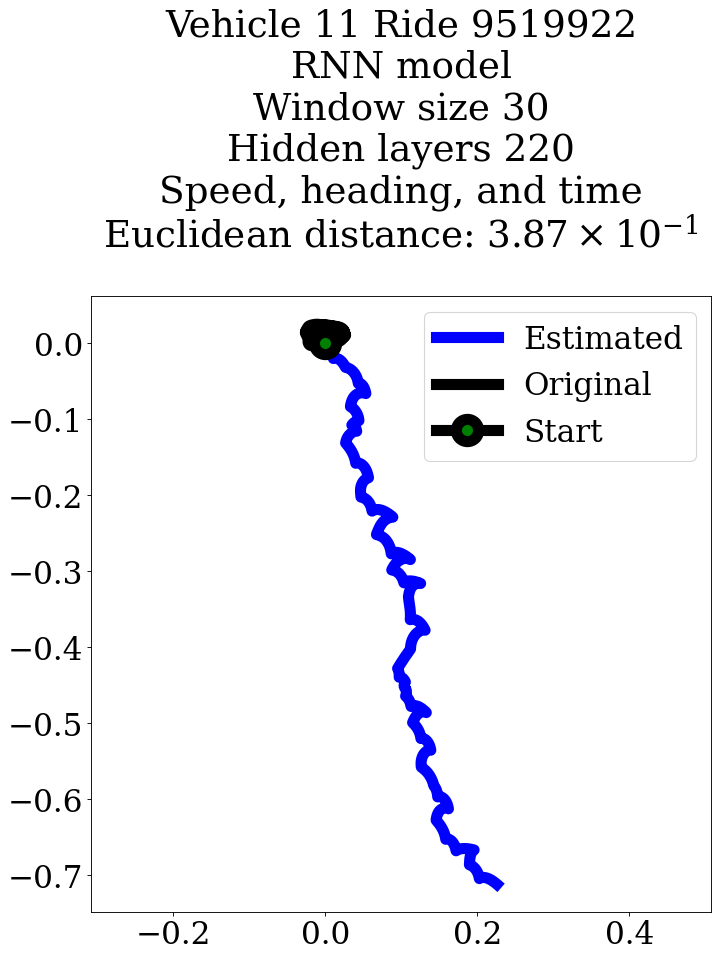 Vehicle 11 Ride 9519922
RNN model
Window size 30
Hidden layers 220
Speed, heading, and time
Euclidean distance: 3.87 × 10⁻¹
Estimated
Original
Start
0.0
−0.1
−0.2
−0.3
−0.4
−0.5
−0.6
−0.7
−0.2 0.0 0.2 0.4